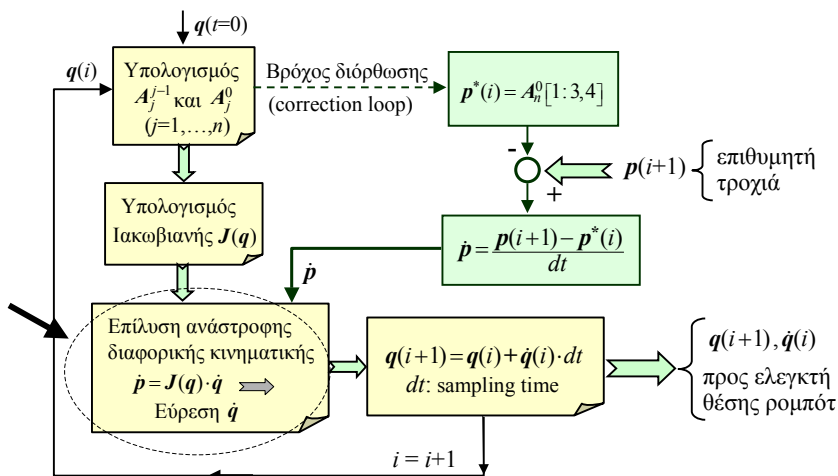 q(t=0)
q(i)
Υπολογισμός
A_j^{j-1} και A_j^0
(j=1,…,n)
Βρόχος διόρθωσης
(correction loop)
p*(i) = A_n^0[1:3,4]
-
+
p(i+1)
επιθυμητή
τροχιά
Υπολογισμός
Ιακωβιανής J(q)
ṗ = (p(i+1) − p*(i)) / dt
ṗ
Επίλυση ανάστροφης
διαφορικής κινηματικής
ṗ = J(q)·q̇
Εύρεση q̇
q(i+1) = q(i) + q̇(i)·dt
dt: sampling time
q(i+1), q̇(i)
προς ελεγκτή
θέσης ρομπότ
i = i+1